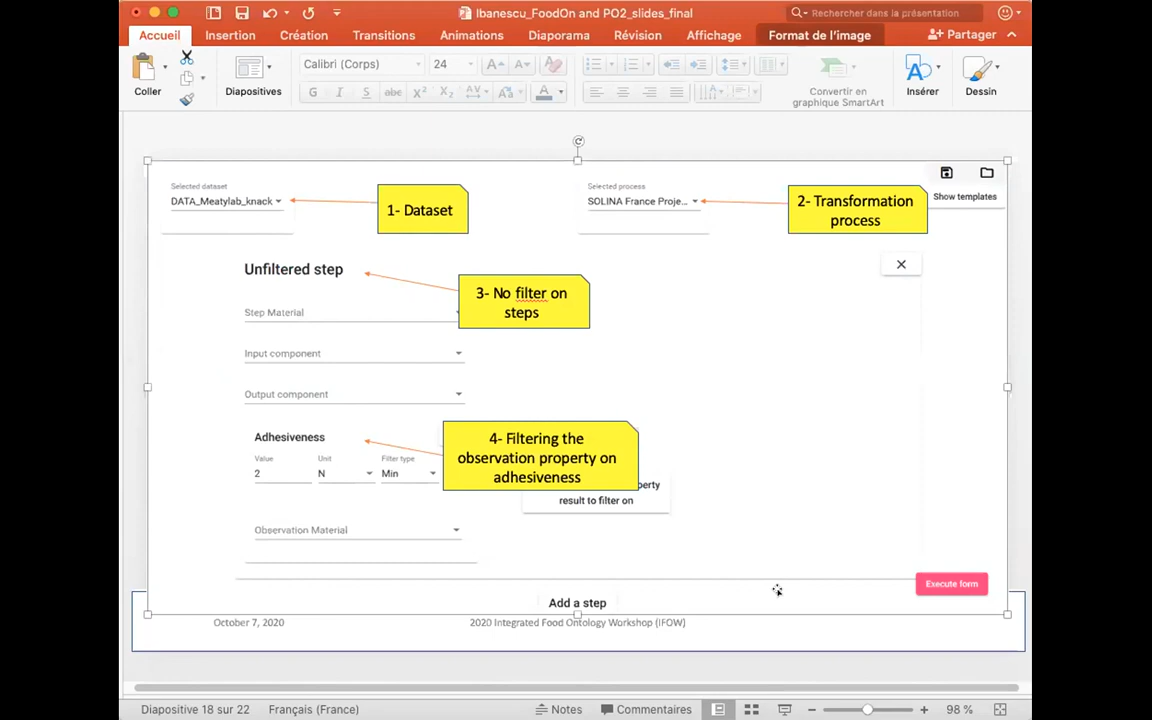 Ibanescu_FoodOn and PO2_slides_final
Rechercher dans la présentation
Accueil
Insertion
Création
Transitions
Animations
Diaporama
Révision
Affichage
Format de l'image
Partager
Coller
Diapositives
Calibri (Corps)
24
Convertir en
graphique SmartArt
Insérer
Dessin
Selected dataset
DATA_Meatylab_knack
1- Dataset
Selected process
SOLINA France Proje...
2- Transformation
process
Show templates
Unfiltered step
3- No filter on
steps
Step Material
Input component
Output component
Adhesiveness
Value
Unit
Filter type
2
N
Min
4- Filtering the
observation property on
adhesiveness
perty
result to filter on
Observation Material
Execute form
Add a step
October 7, 2020
2020 Integrated Food Ontology Workshop (IFOW)
Diapositive 18 sur 22
Français (France)
Notes
Commentaires
98 %